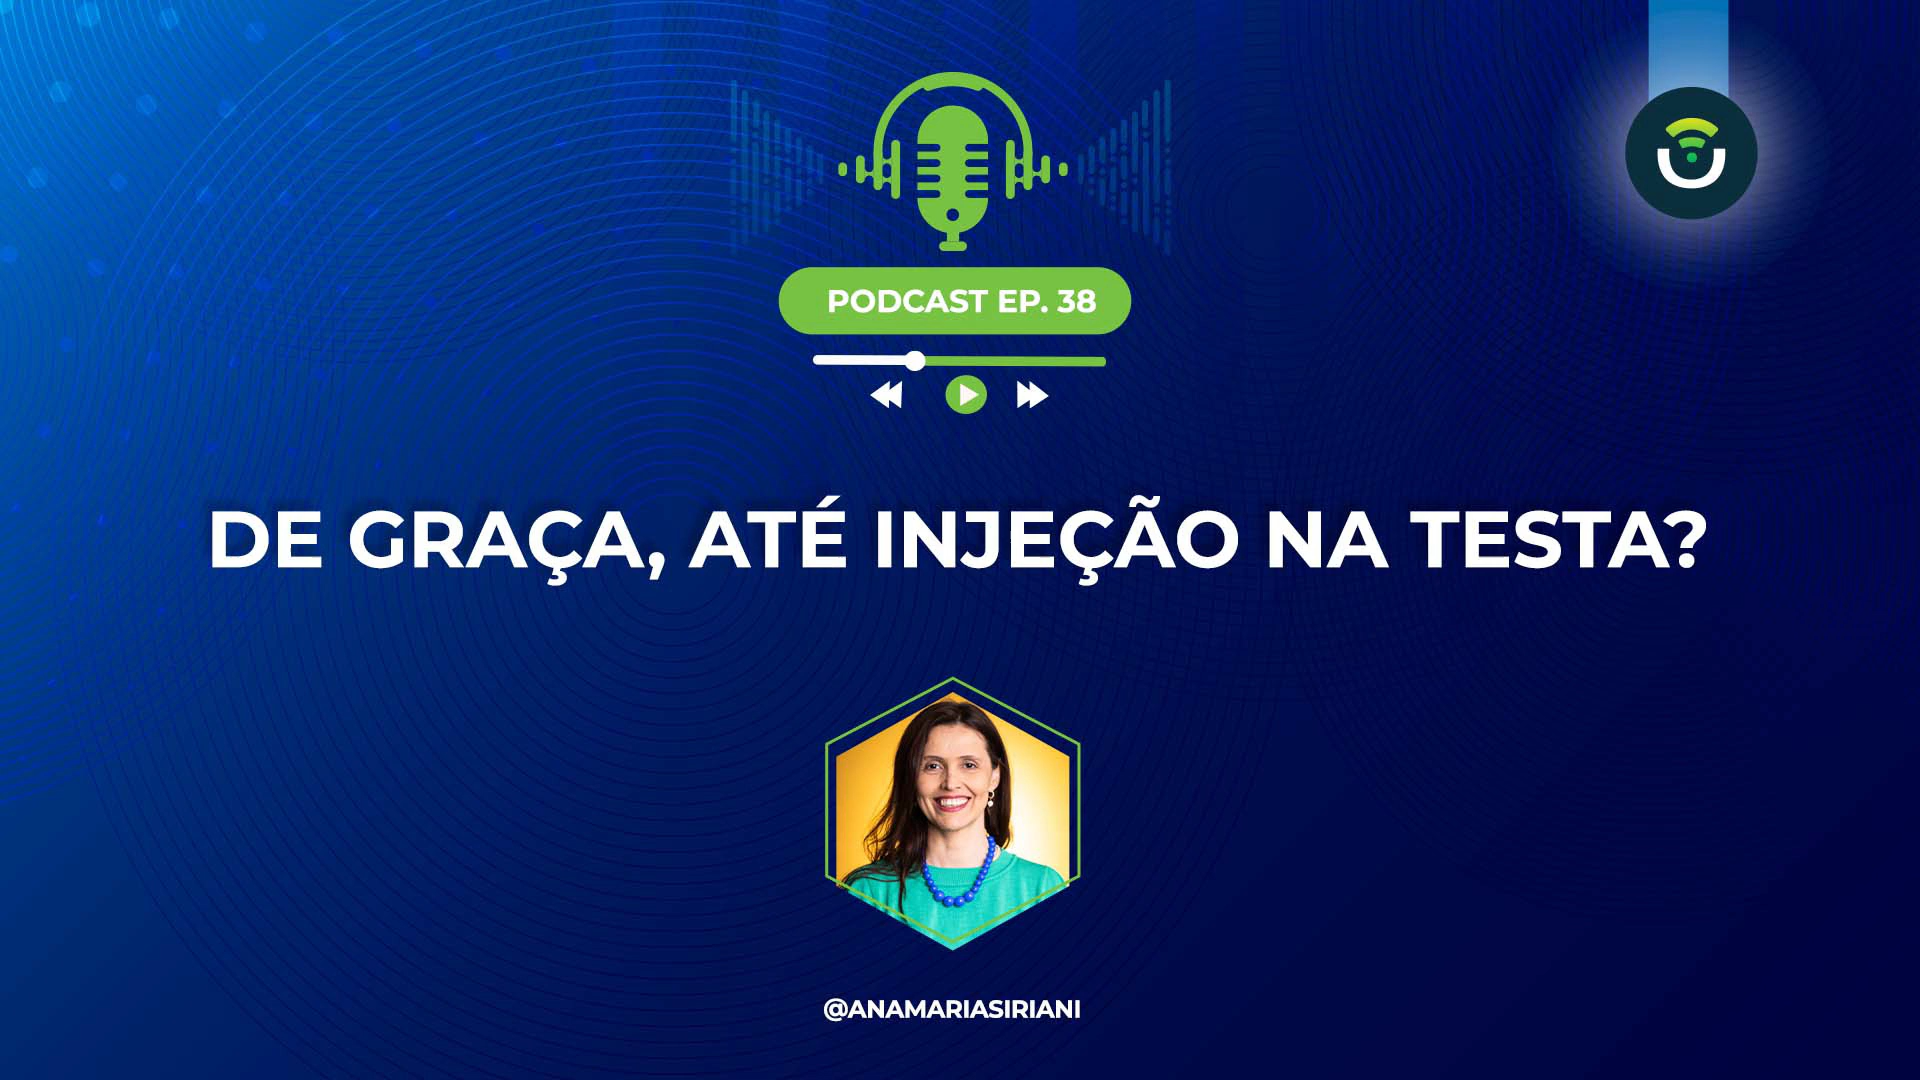 PODCAST EP. 38
DE GRAÇA, ATÉ INJEÇÃO NA TESTA?
@ANAMARIASIRIANI